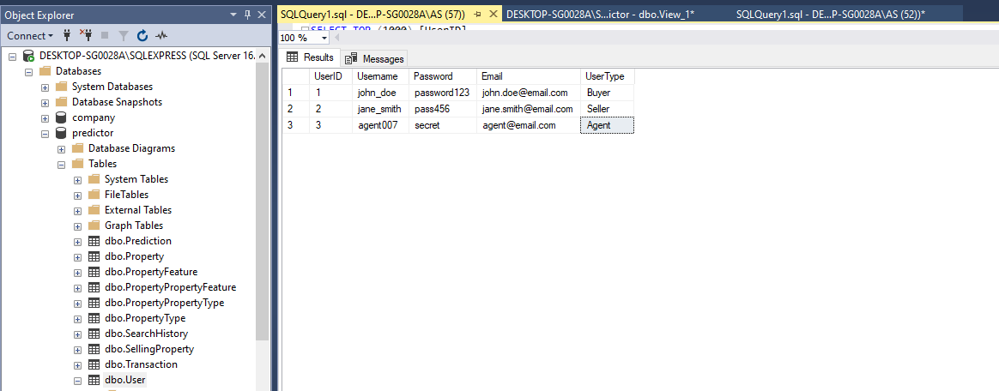 Object Explorer
Connect
DESKTOP-SG0028A\SQLEXPRESS (SQL Server 16.
Databases
System Databases
Database Snapshots
company
predictor
Database Diagrams
Tables
System Tables
FileTables
External Tables
Graph Tables
dbo.Prediction
dbo.Property
dbo.PropertyFeature
dbo.PropertyPropertyFeature
dbo.PropertyPropertyType
dbo.PropertyType
dbo.SearchHistory
dbo.SellingProperty
dbo.Transaction
dbo.User
SQLQuery1.sql - DE...P-SG0028A\AS (57)) DESKTOP-SG0028A\S...ictor - dbo.View_1* SQLQuery1.sql - DE...P-SG0028A\AS (52))*
SELECT TOP (1000) [UserID]
100 %
Results Messages
UserID Username Password Email UserType
1 1 john_doe password123 john.doe@email.com Buyer
2 2 jane_smith pass456 jane.smith@email.com Seller
3 3 agent007 secret agent@email.com Agent